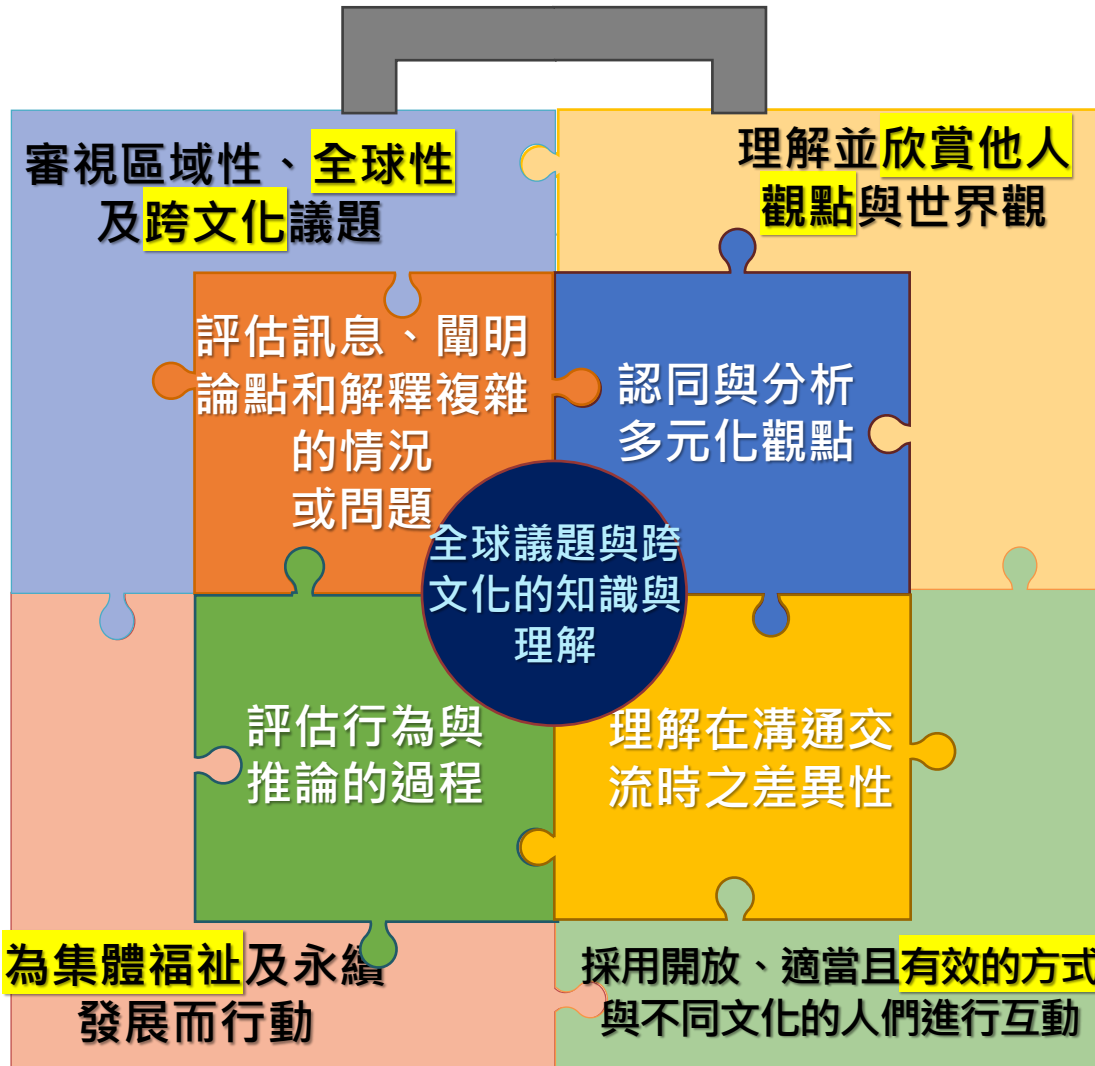 審視區域性、全球性
及跨文化議題
理解並欣賞他人
觀點與世界觀
評估訊息、闡明
論點和解釋複雜
的情況
或問題
認同與分析
多元化觀點
全球議題與跨
文化的知識與
理解
評估行為與
推論的過程
理解在溝通交
流時之差異性
為集體福祉及永續
發展而行動
採用開放、適當且有效的方式
與不同文化的人們進行互動